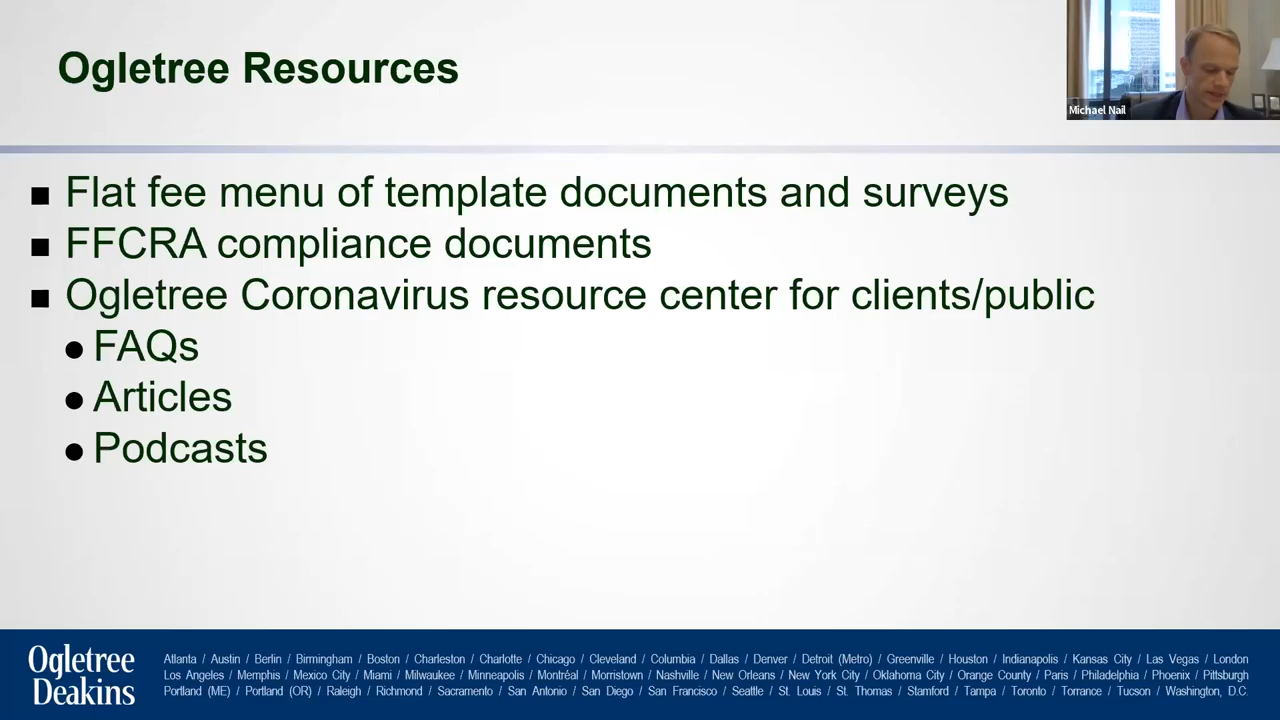 Ogletree Resources
Michael Nail
Flat fee menu of template documents and surveys
FFCRA compliance documents
Ogletree Coronavirus resource center for clients/public
FAQs
Articles
Podcasts
Ogletree
Deakins
Atlanta / Austin / Berlin / Birmingham / Boston / Charleston / Charlotte / Chicago / Cleveland / Columbia / Dallas / Denver / Detroit (Metro) / Greenville / Houston / Indianapolis / Kansas City / Las Vegas / London
Los Angeles / Memphis / Mexico City / Miami / Milwaukee / Minneapolis / Montréal / Morristown / Nashville / New Orleans / New York City / Oklahoma City / Orange County / Paris / Philadelphia / Phoenix / Pittsburgh
Portland (ME) / Portland (OR) / Raleigh / Richmond / Sacramento / San Antonio / San Diego / San Francisco / Seattle / St. Louis / St. Thomas / Stamford / Tampa / Toronto / Torrance / Tucson / Washington, D.C.